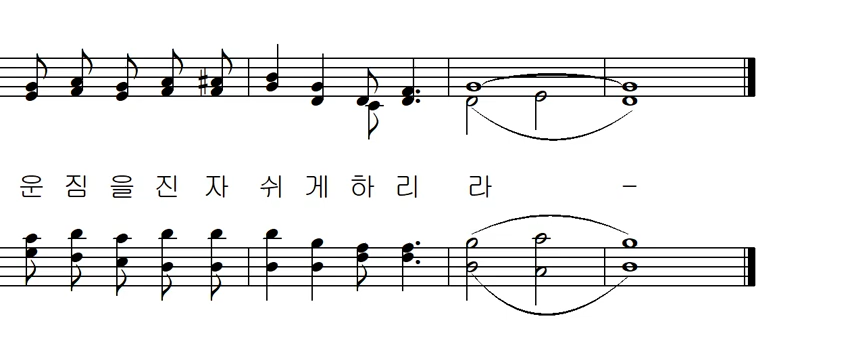 운 짐 을 진 자 쉬 게 하 리 라 -